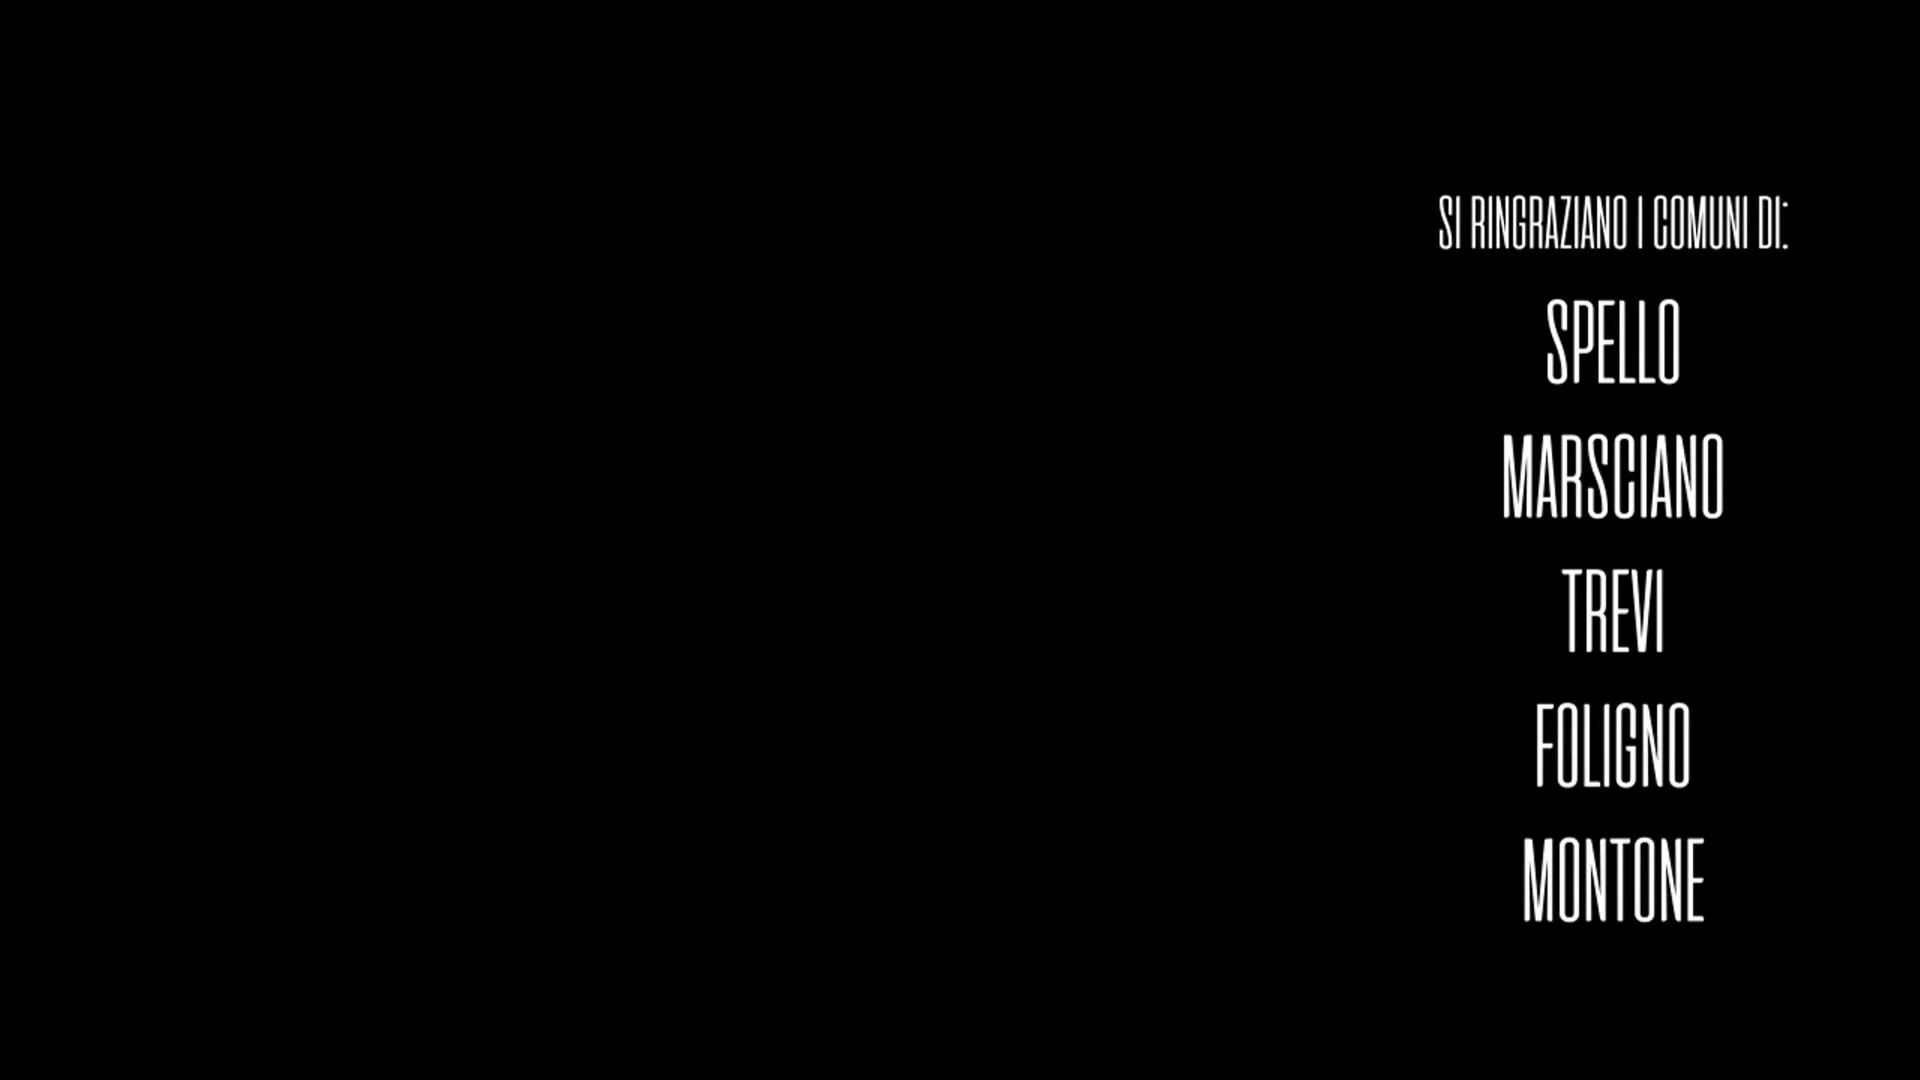 SI RINGRAZIANO I COMUNI DI:
SPELLO
MARSCIANO
TREVI
FOLIGNO
MONTONE